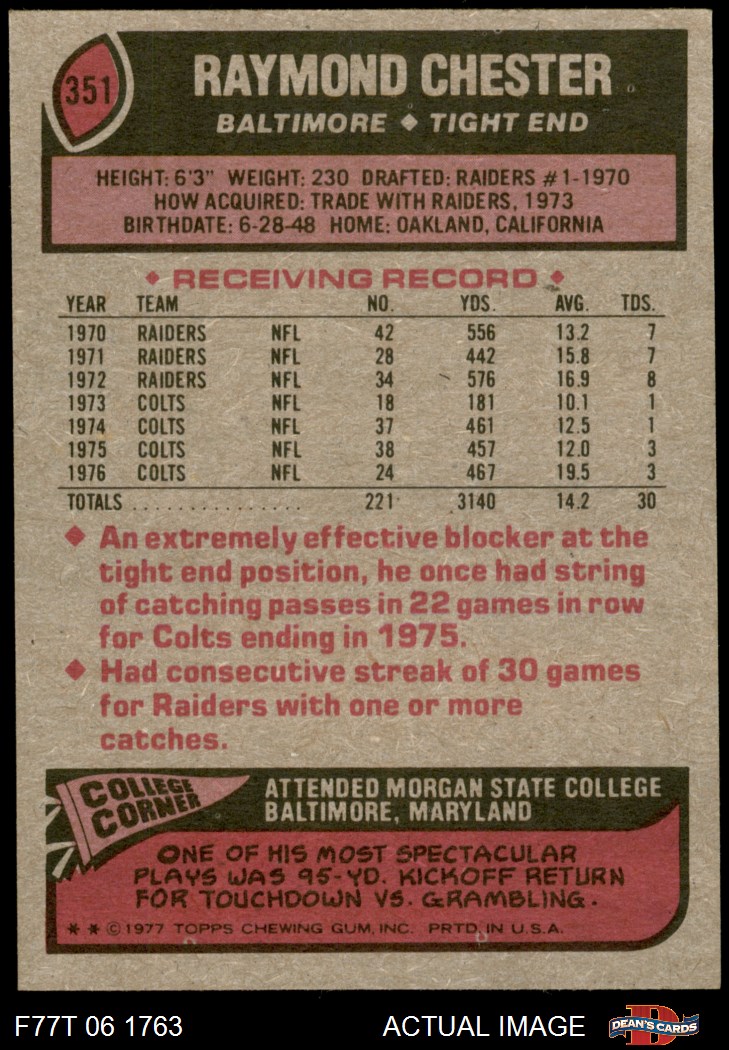 351
RAYMOND CHESTER
BALTIMORE ◆ TIGHT END
HEIGHT: 6'3" WEIGHT: 230 DRAFTED: RAIDERS #1-1970
HOW ACQUIRED: TRADE WITH RAIDERS, 1973
BIRTHDATE: 6-28-48 HOME: OAKLAND, CALIFORNIA
◆ RECEIVING RECORD ◆
YEAR TEAM NO. YDS. AVG. TDS.
1970 RAIDERS NFL 42 556 13.2 7
1971 RAIDERS NFL 28 442 15.8 7
1972 RAIDERS NFL 34 576 16.9 8
1973 COLTS NFL 18 181 10.1 1
1974 COLTS NFL 37 461 12.5 1
1975 COLTS NFL 38 457 12.0 3
1976 COLTS NFL 24 467 19.5 3
TOTALS . . . . . . . . . . . . . . . . 221 3140 14.2 30
◆ An extremely effective blocker at the
tight end position, he once had string
of catching passes in 22 games in row
for Colts ending in 1975.
◆ Had consecutive streak of 30 games
for Raiders with one or more
catches.
COLLEGE
CORNER
ATTENDED MORGAN STATE COLLEGE
BALTIMORE, MARYLAND
ONE OF HIS MOST SPECTACULAR
PLAYS WAS 95-YD. KICKOFF RETURN
FOR TOUCHDOWN VS. GRAMBLING.
* * © 1977 TOPPS CHEWING GUM, INC. PRTD. IN U.S.A.
F77T 06 1763 ACTUAL IMAGE D DEAN'S CARDS